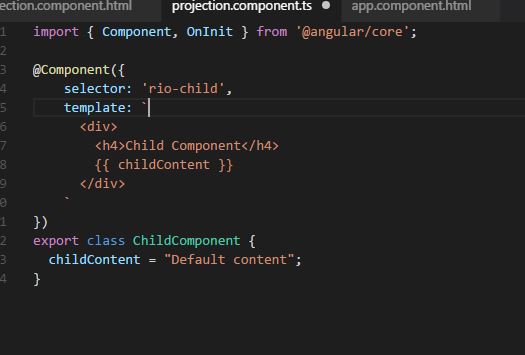 ection.component.html projection.component.ts app.component.html
1 import { Component, OnInit } from '@angular/core';
2
3 @Component({
4 selector: 'rio-child',
5 template: `
6 <div>
7 <h4>Child Component</h4>
8 {{ childContent }}
9 </div>
0 `
1 })
2 export class ChildComponent {
3 childContent = "Default content";
4 }